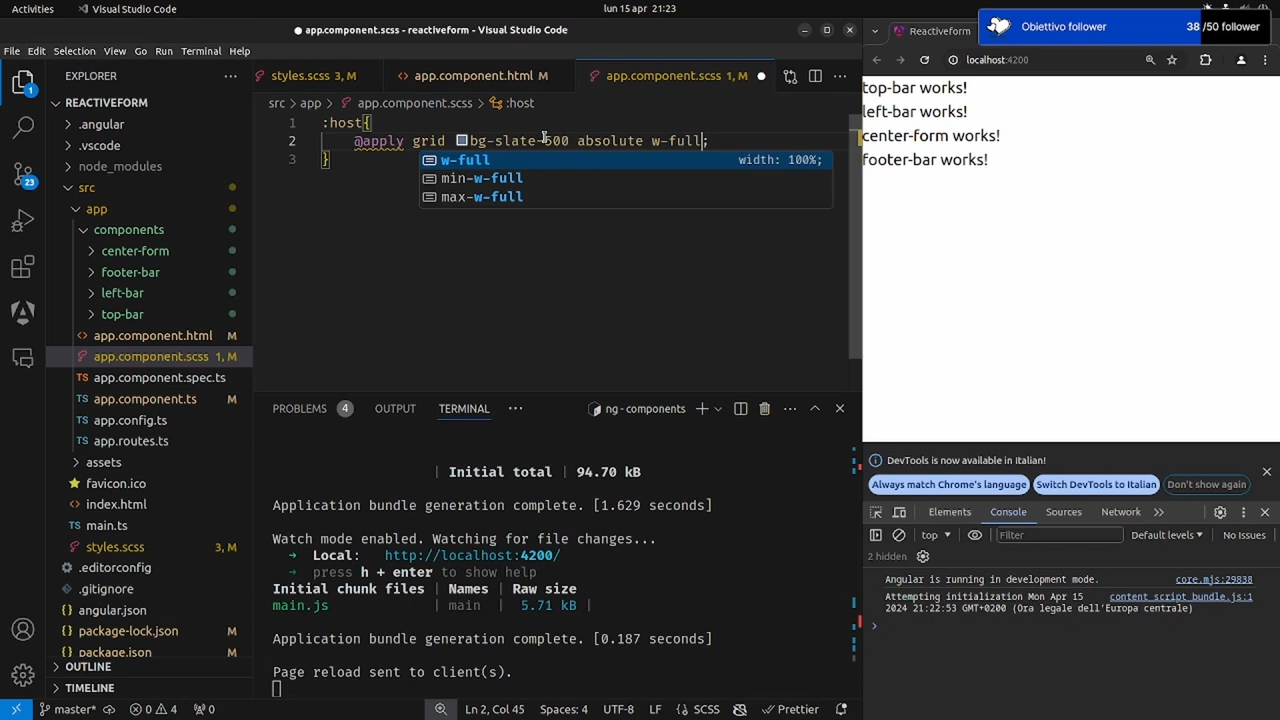 Activities
Visual Studio Code
lun 15 apr 21:23
app.component.scss - reactiveform - Visual Studio Code
File Edit Selection View Go Run Terminal Help
EXPLORER
REACTIVEFORM
.angular
.vscode
node_modules
src
app
components
center-form
footer-bar
left-bar
top-bar
app.component.html M
app.component.scss 1, M
app.component.spec.ts
app.component.ts M
app.config.ts
app.routes.ts
assets
favicon.ico
index.html
main.ts
styles.scss 3, M
.editorconfig
.gitignore
angular.json
package-lock.json M
package.json M
OUTLINE
TIMELINE
1
23
styles.scss 3, M
app.component.html M
app.component.scss 1, M
src > app > app.component.scss > :host
1 :host{
2 @apply grid bg-slate-500 absolute w-full;
3 }
w-full width: 100%;
min-w-full
max-w-full
PROBLEMS 4 OUTPUT TERMINAL
ng - components
| Initial total | 94.70 kB
Application bundle generation complete. [1.629 seconds]
Watch mode enabled. Watching for file changes...
➜ Local: http://localhost:4200/
➜ press h + enter to show help
Initial chunk files | Names | Raw size
main.js | main | 5.71 kB |
Application bundle generation complete. [0.187 seconds]
Page reload sent to client(s).
master* 0 4 0
Ln 2, Col 45 Spaces: 4 UTF-8 LF SCSS Prettier
Reactiveform
Obiettivo follower 38 /50 follower
localhost:4200
top-bar works!
left-bar works!
center-form works!
footer-bar works!
DevTools is now available in Italian!
Always match Chrome's language Switch DevTools to Italian Don't show again
Elements Console Sources Network
top Filter Default levels No Issues
2 hidden
Angular is running in development mode. core.mjs:29838
Attempting initialization Mon Apr 15 content script bundle.js:1
2024 21:22:53 GMT+0200 (Ora legale dell'Europa centrale)